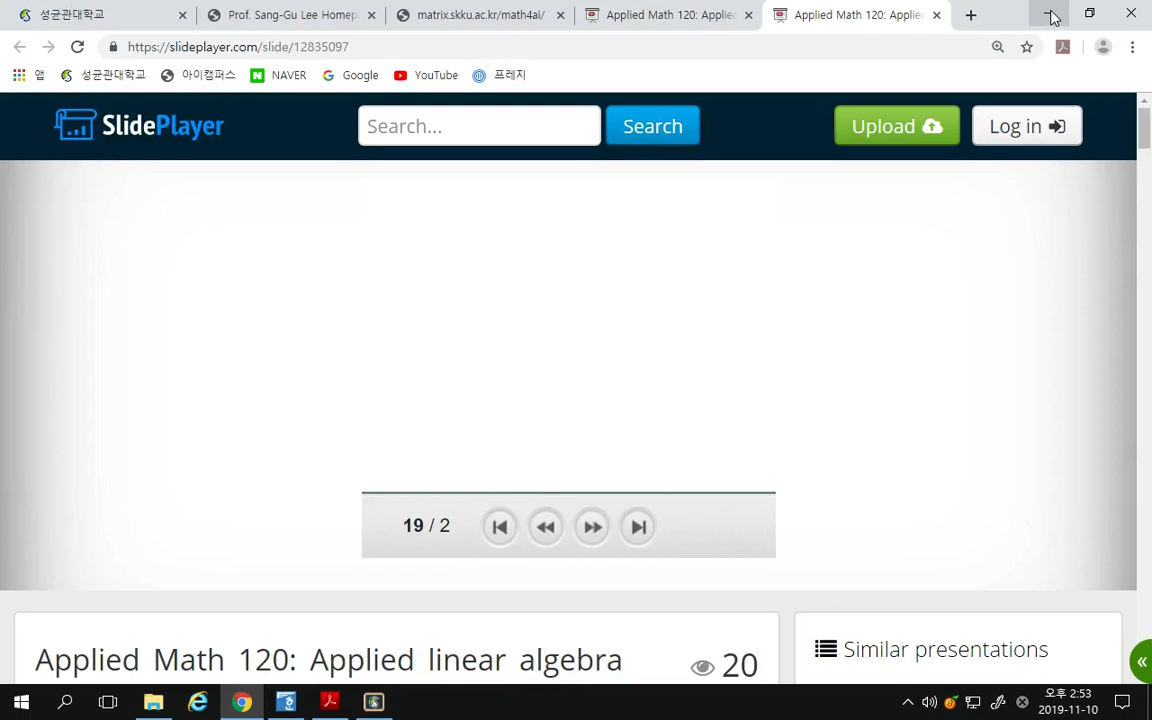 성균관대학교
Prof. Sang-Gu Lee Homep
matrix.skku.ac.kr/math4ai/
Applied Math 120: Applie
Applied Math 120: Applie
https://slideplayer.com/slide/12835097
앱
성균관대학교
아이캠퍼스
NAVER
Google
YouTube
프레지
SlidePlayer
Search...
Search
Upload
Log in
19 / 2
Applied Math 120: Applied linear algebra
20
Similar presentations
오후 2:53
2019-11-10